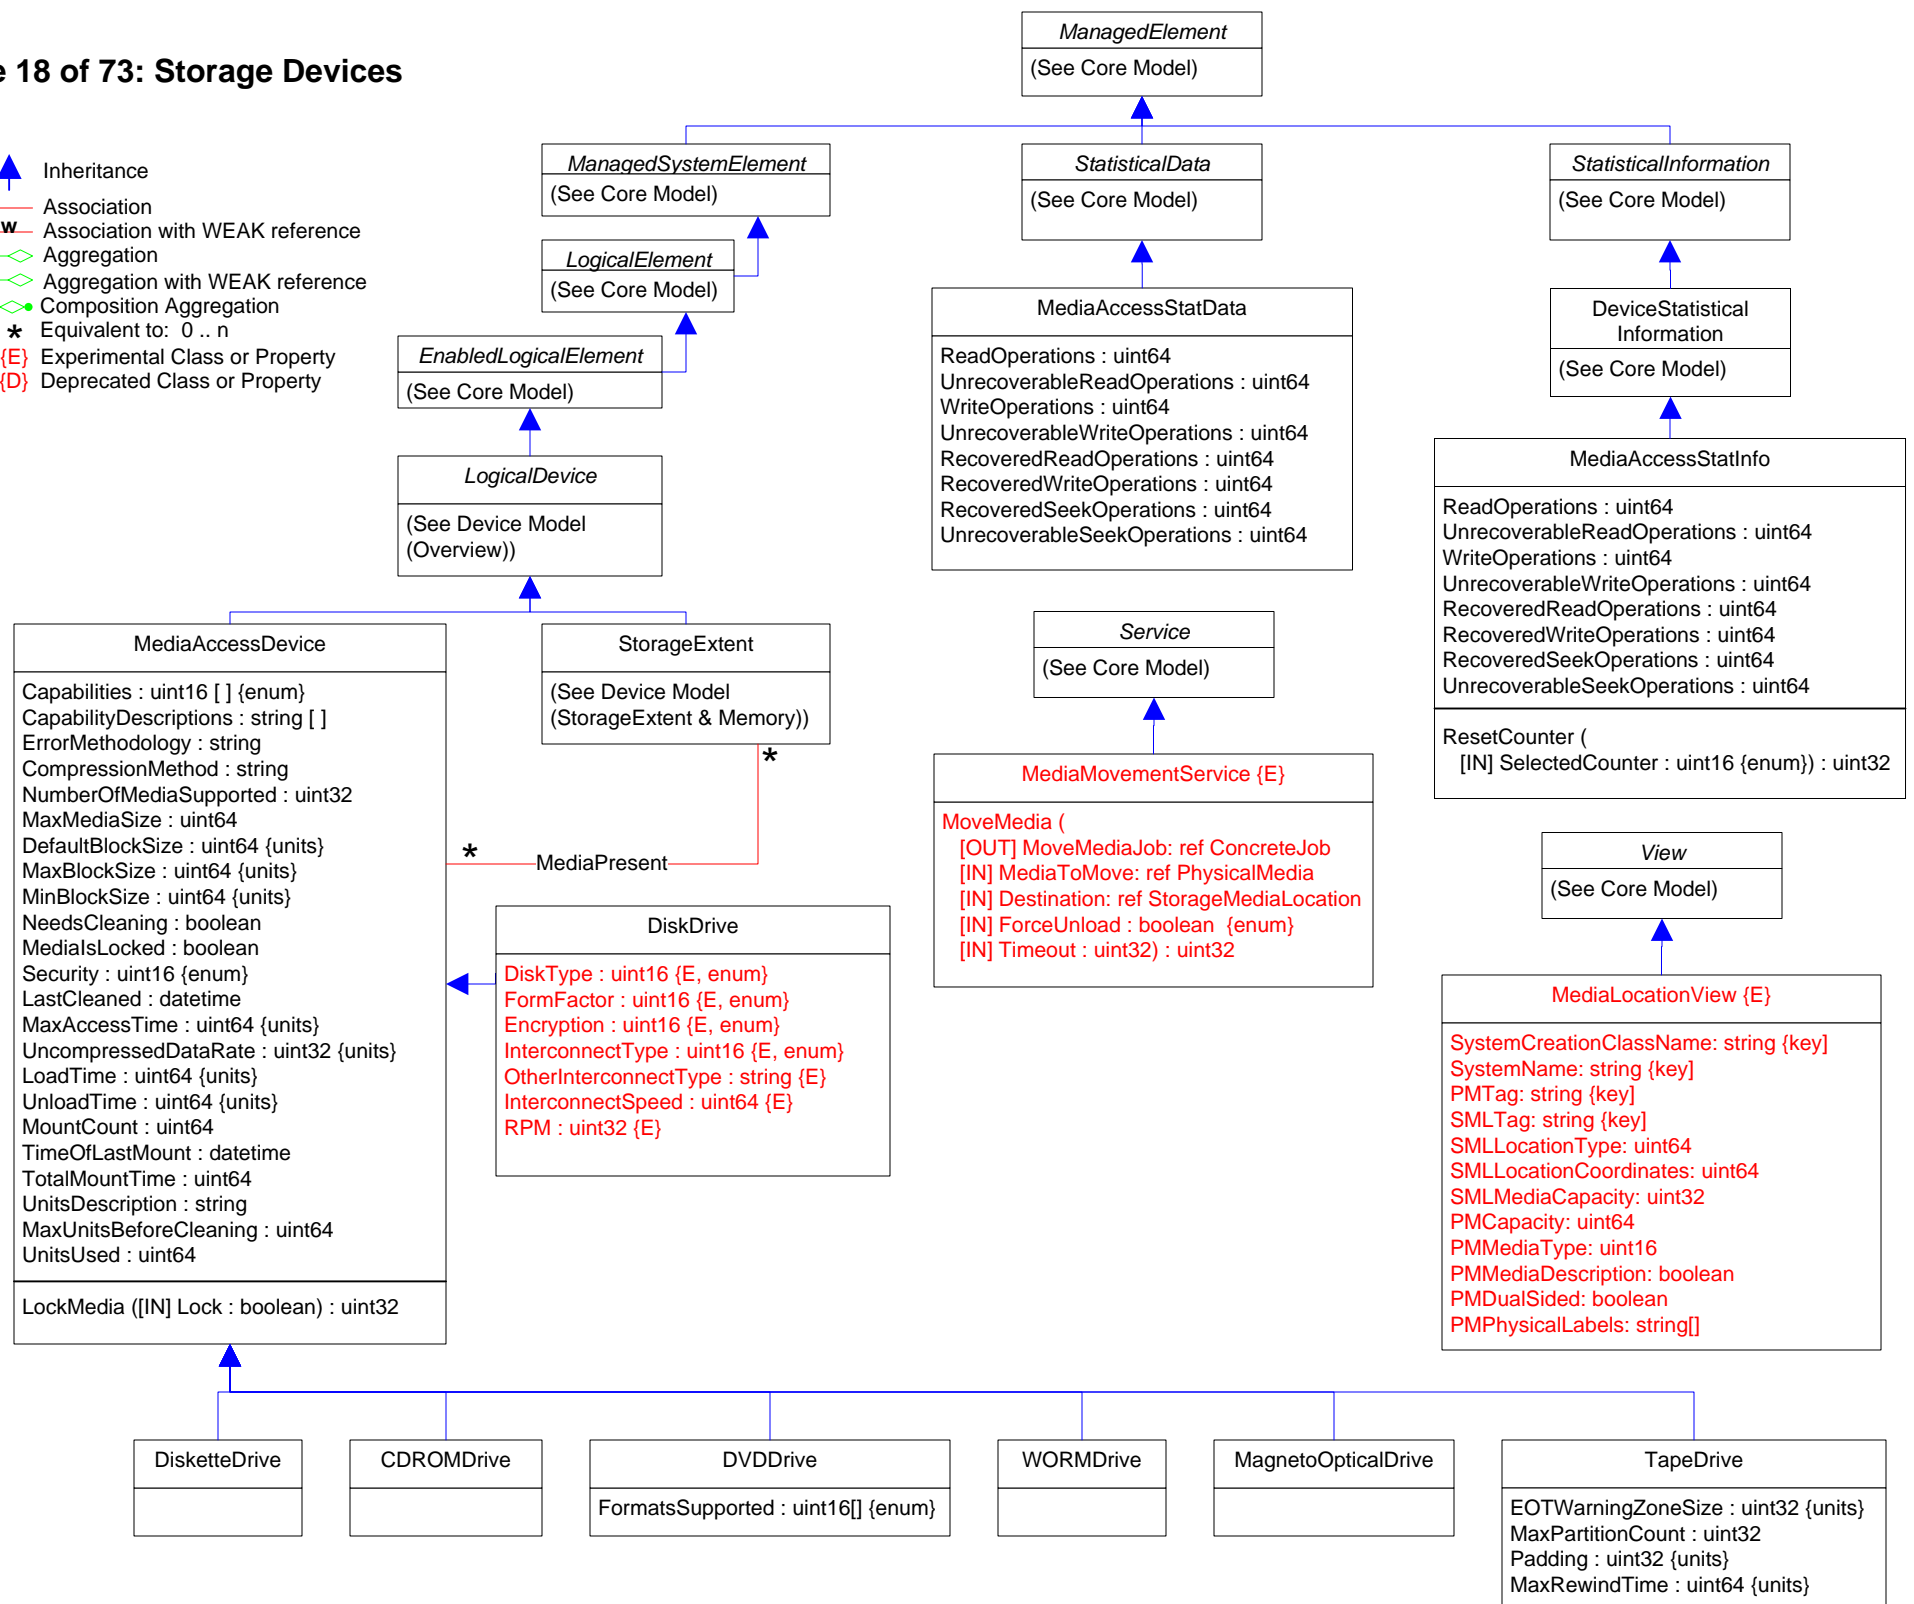 18 of 73: Storage Devices
Inheritance
Association
w Association with WEAK reference
Aggregation
Aggregation with WEAK reference
Composition Aggregation
* Equivalent to: 0 .. n
{E} Experimental Class or Property
{D} Deprecated Class or Property
ManagedElement
(See Core Model)
ManagedSystemElement
(See Core Model)
StatisticalData
(See Core Model)
StatisticalInformation
(See Core Model)
LogicalElement
(See Core Model)
EnabledLogicalElement
(See Core Model)
LogicalDevice
(See Device Model
(Overview))
MediaAccessStatData
ReadOperations : uint64
UnrecoverableReadOperations : uint64
WriteOperations : uint64
UnrecoverableWriteOperations : uint64
RecoveredReadOperations : uint64
RecoveredWriteOperations : uint64
RecoveredSeekOperations : uint64
UnrecoverableSeekOperations : uint64
DeviceStatistical
Information
(See Core Model)
MediaAccessStatInfo
ReadOperations : uint64
UnrecoverableReadOperations : uint64
WriteOperations : uint64
UnrecoverableWriteOperations : uint64
RecoveredReadOperations : uint64
RecoveredWriteOperations : uint64
RecoveredSeekOperations : uint64
UnrecoverableSeekOperations : uint64
ResetCounter (
[IN] SelectedCounter : uint16 {enum}) : uint32
MediaAccessDevice
Capabilities : uint16 [ ] {enum}
CapabilityDescriptions : string [ ]
ErrorMethodology : string
CompressionMethod : string
NumberOfMediaSupported : uint32
MaxMediaSize : uint64
DefaultBlockSize : uint64 {units}
MaxBlockSize : uint64 {units}
MinBlockSize : uint64 {units}
NeedsCleaning : boolean
MediaIsLocked : boolean
Security : uint16 {enum}
LastCleaned : datetime
MaxAccessTime : uint64 {units}
UncompressedDataRate : uint32 {units}
LoadTime : uint64 {units}
UnloadTime : uint64 {units}
MountCount : uint64
TimeOfLastMount : datetime
TotalMountTime : uint64
UnitsDescription : string
MaxUnitsBeforeCleaning : uint64
UnitsUsed : uint64
LockMedia ([IN] Lock : boolean) : uint32
StorageExtent
(See Device Model
(StorageExtent & Memory))
*
* MediaPresent
DiskDrive
DiskType : uint16 {E, enum}
FormFactor : uint16 {E, enum}
Encryption : uint16 {E, enum}
InterconnectType : uint16 {E, enum}
OtherInterconnectType : string {E}
InterconnectSpeed : uint64 {E}
RPM : uint32 {E}
Service
(See Core Model)
MediaMovementService {E}
MoveMedia (
[OUT] MoveMediaJob: ref ConcreteJob
[IN] MediaToMove: ref PhysicalMedia
[IN] Destination: ref StorageMediaLocation
[IN] ForceUnload : boolean {enum}
[IN] Timeout : uint32) : uint32
View
(See Core Model)
MediaLocationView {E}
SystemCreationClassName: string {key]
SystemName: string {key]
PMTag: string {key]
SMLTag: string {key]
SMLLocationType: uint64
SMLLocationCoordinates: uint64
SMLMediaCapacity: uint32
PMCapacity: uint64
PMMediaType: uint16
PMMediaDescription: boolean
PMDualSided: boolean
PMPhysicalLabels: string[]
DisketteDrive
CDROMDrive
DVDDrive
FormatsSupported : uint16[] {enum}
WORMDrive
MagnetoOpticalDrive
TapeDrive
EOTWarningZoneSize : uint32 {units}
MaxPartitionCount : uint32
Padding : uint32 {units}
MaxRewindTime : uint64 {units}